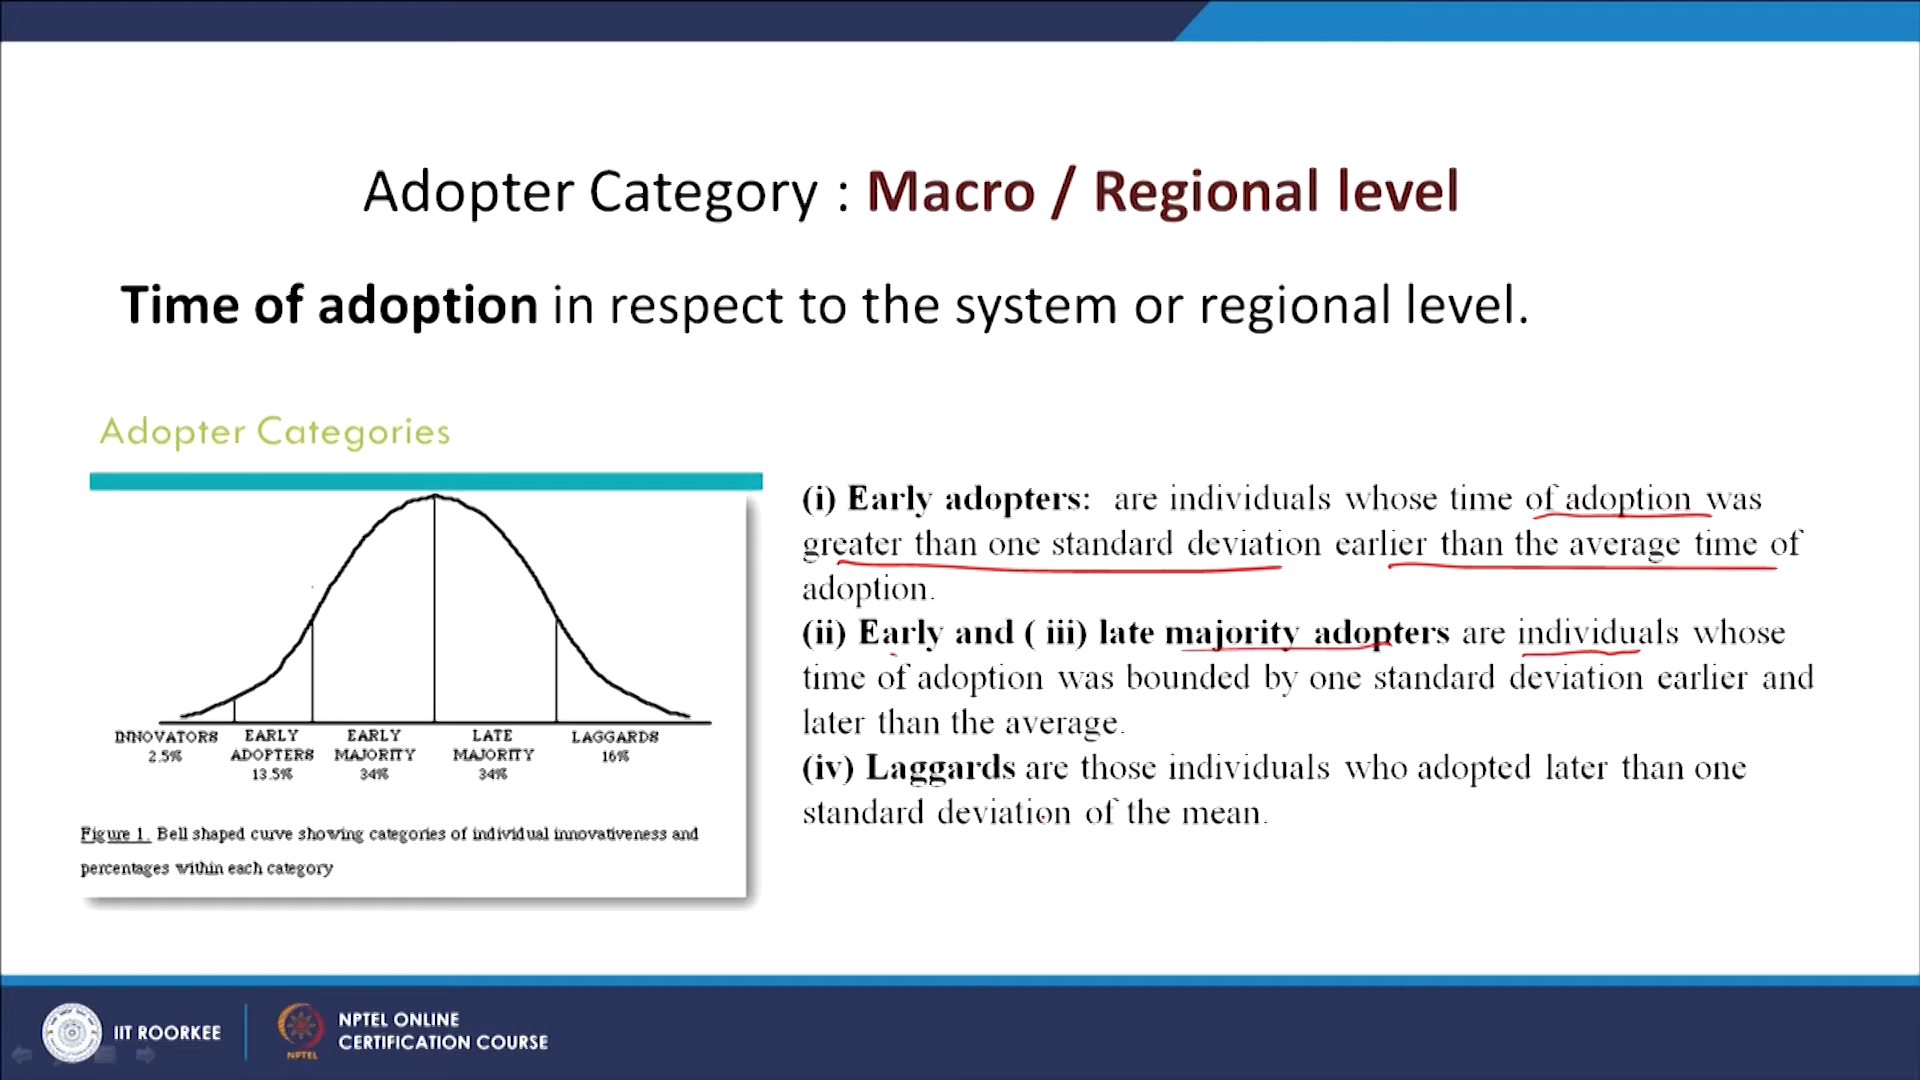 Adopter Category : Macro / Regional level
Time of adoption in respect to the system or regional level.
Adopter Categories
INNOVATORS
2.5%
EARLY
ADOPTERS
13.5%
EARLY
MAJORITY
34%
LATE
MAJORITY
34%
LAGGARDS
16%
Figure 1. Bell shaped curve showing categories of individual innovativeness and
percentages within each category
(i) Early adopters: are individuals whose time of adoption was
greater than one standard deviation earlier than the average time of
adoption.
(ii) Early and ( iii) late majority adopters are individuals whose
time of adoption was bounded by one standard deviation earlier and
later than the average.
(iv) Laggards are those individuals who adopted later than one
standard deviation of the mean.
IIT ROORKEE
NPTEL
NPTEL ONLINE
CERTIFICATION COURSE